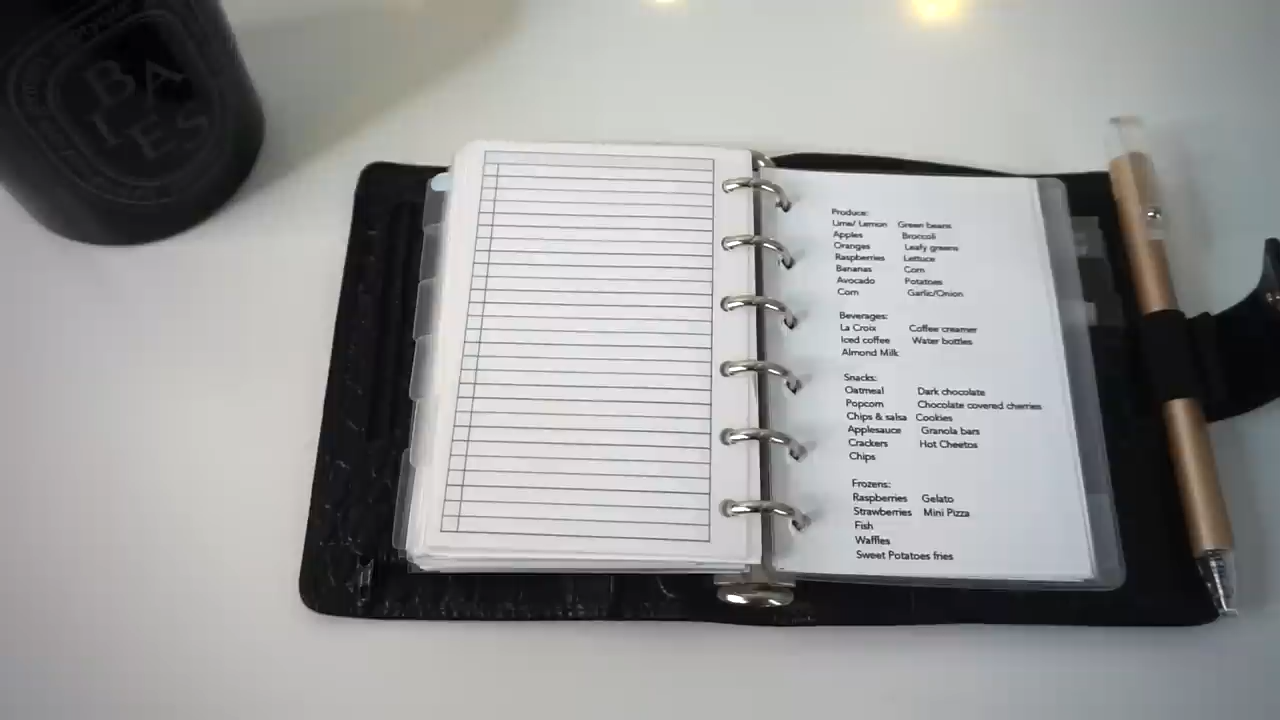 BA
IES
Produce:
Lime/ Lemon Green beans
Apples Broccoli
Oranges Leafy greens
Raspberries Lettuce
Bananas Corn
Avocado Potatoes
Corn Garlic/Onion
Beverages:
La Croix Coffee creamer
Iced coffee Water bottles
Almond Milk
Snacks:
Oatmeal Dark chocolate
Popcorn Chocolate covered cherries
Chips & salsa Cookies
Applesauce Granola bars
Crackers Hot Cheetos
Chips
Frozens:
Raspberries Gelato
Strawberries Mini Pizza
Fish
Waffles
Sweet Potatoes fries